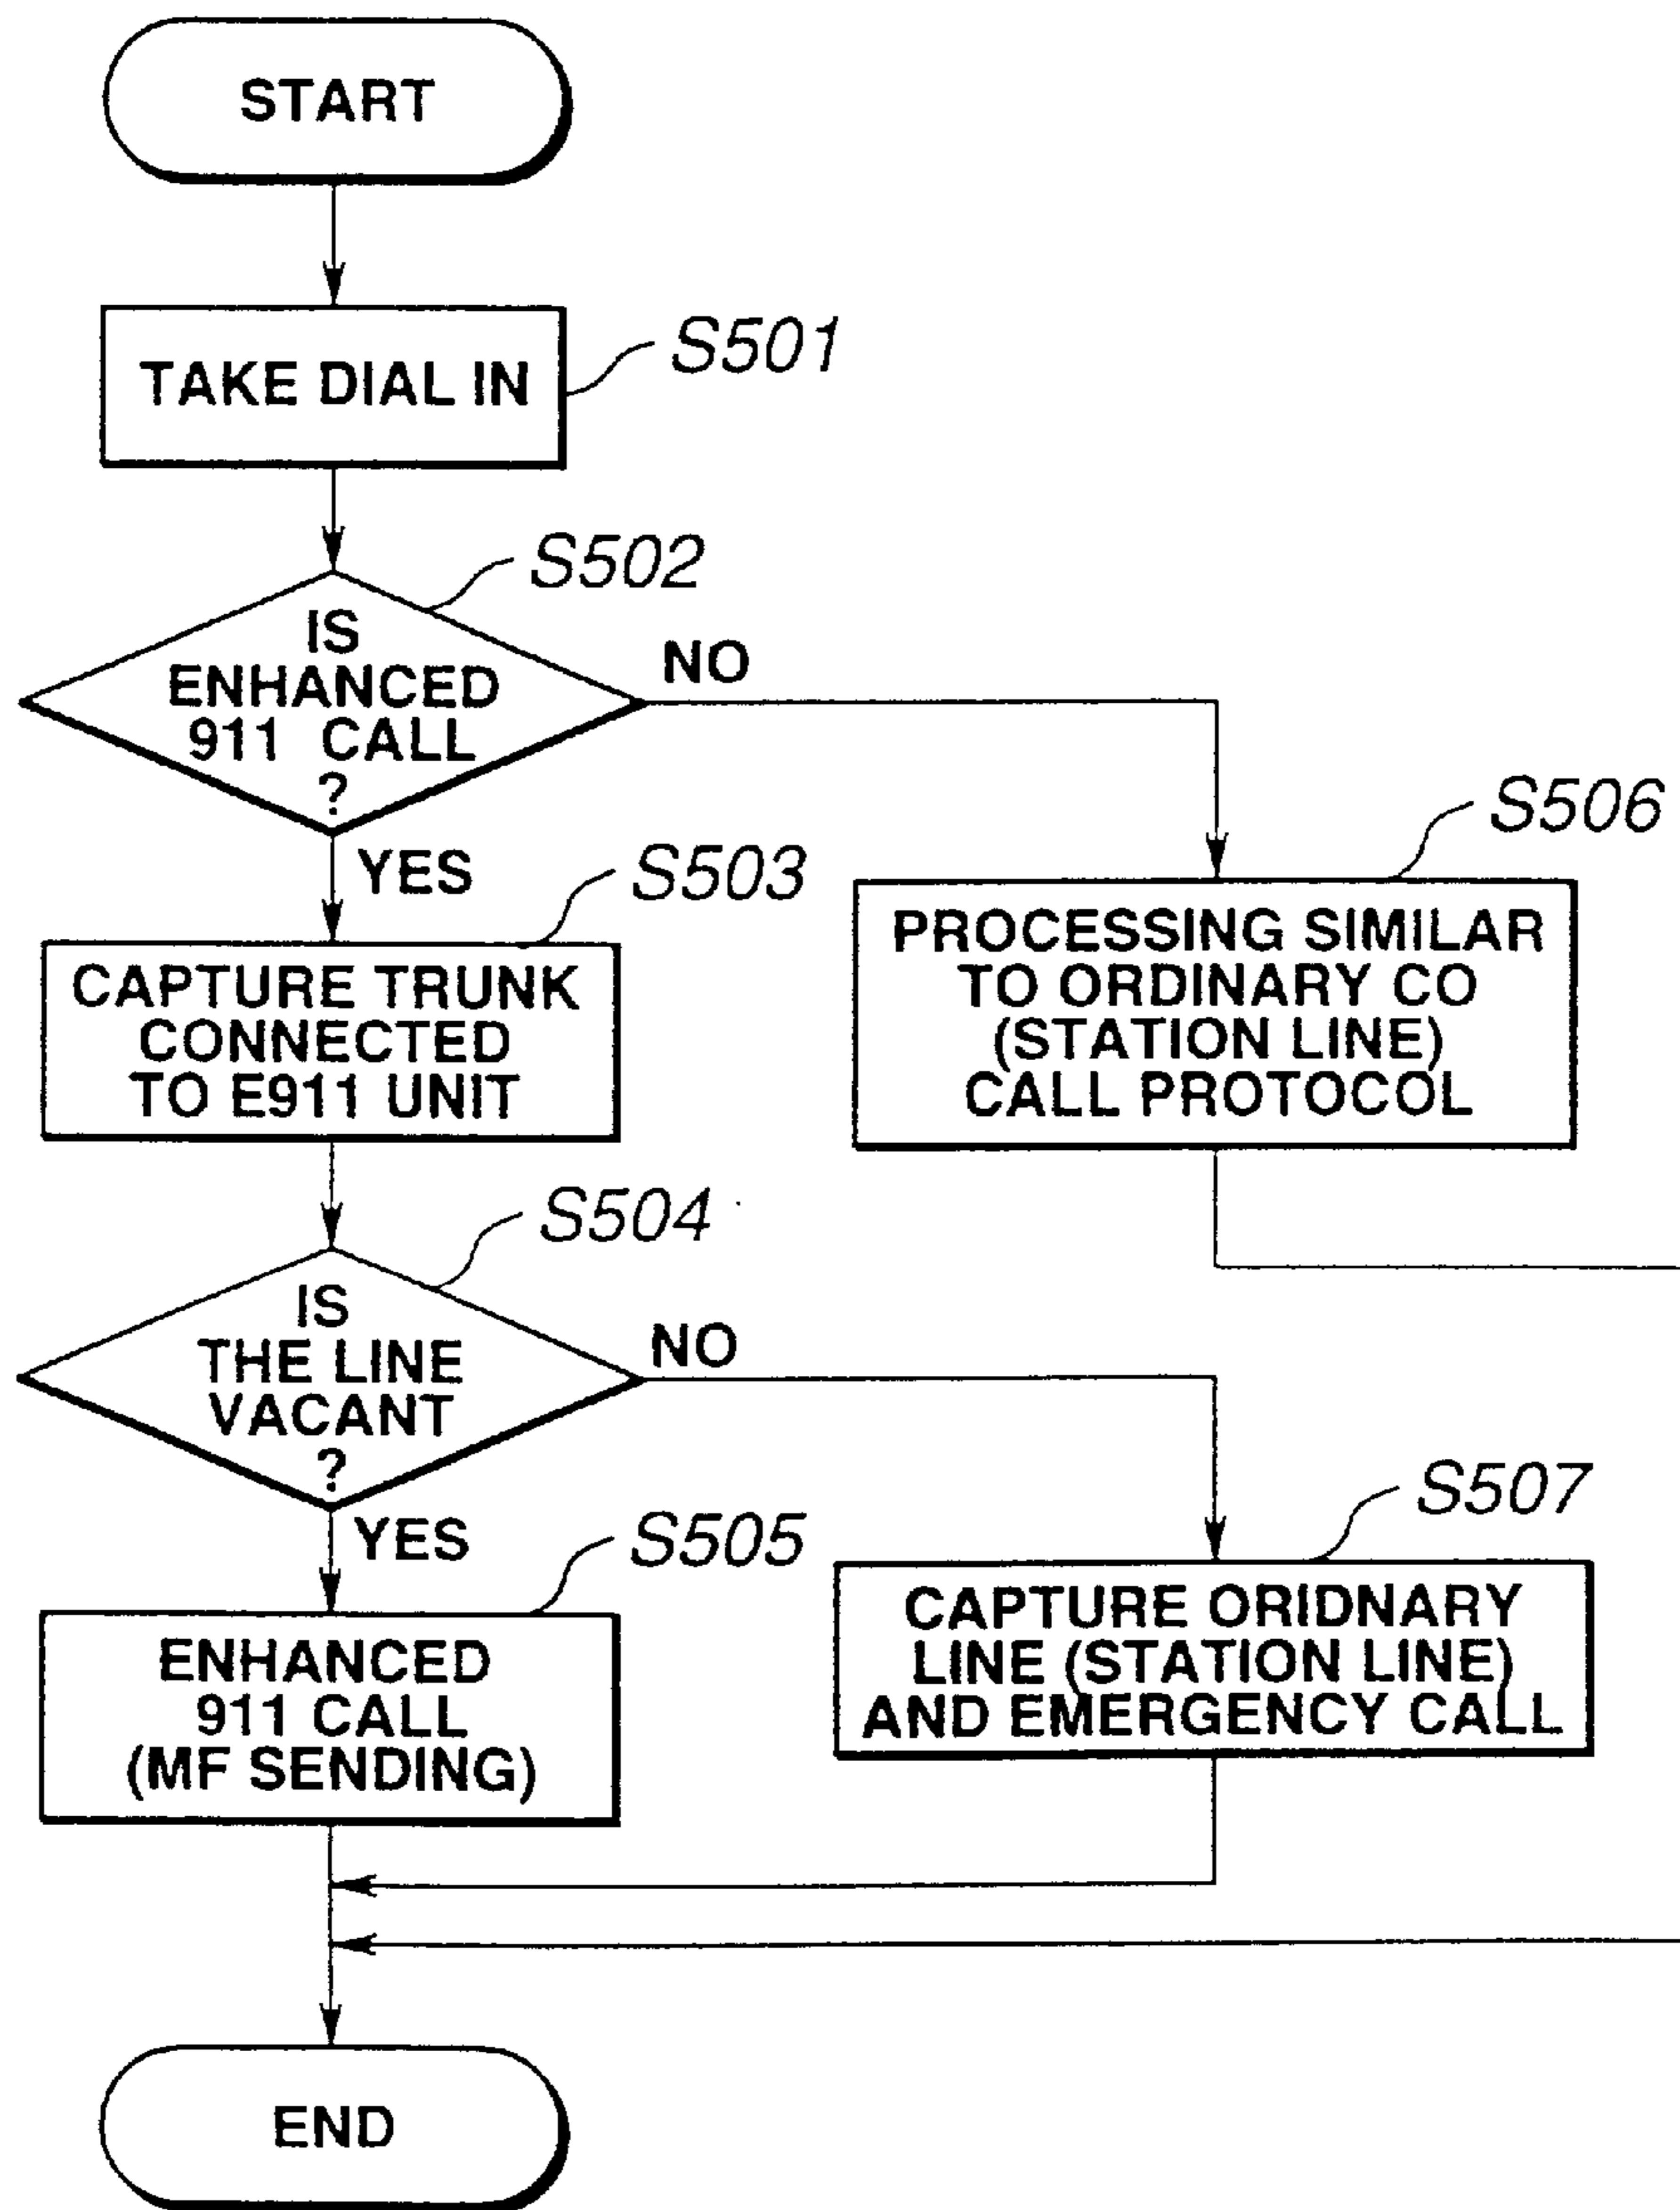 START
TAKE DIAL IN
S501
S502
IS
ENHANCED
911 CALL
?
NO
YES
S503
CAPTURE TRUNK
CONNECTED
TO E911 UNIT
S506
PROCESSING SIMILAR
TO ORDINARY CO
(STATION LINE)
CALL PROTOCOL
S504
IS
THE LINE
VACANT
?
NO
YES
S505
ENHANCED
911 CALL
(MF SENDING)
S507
CAPTURE ORIDNARY
LINE (STATION LINE)
AND EMERGENCY CALL
END